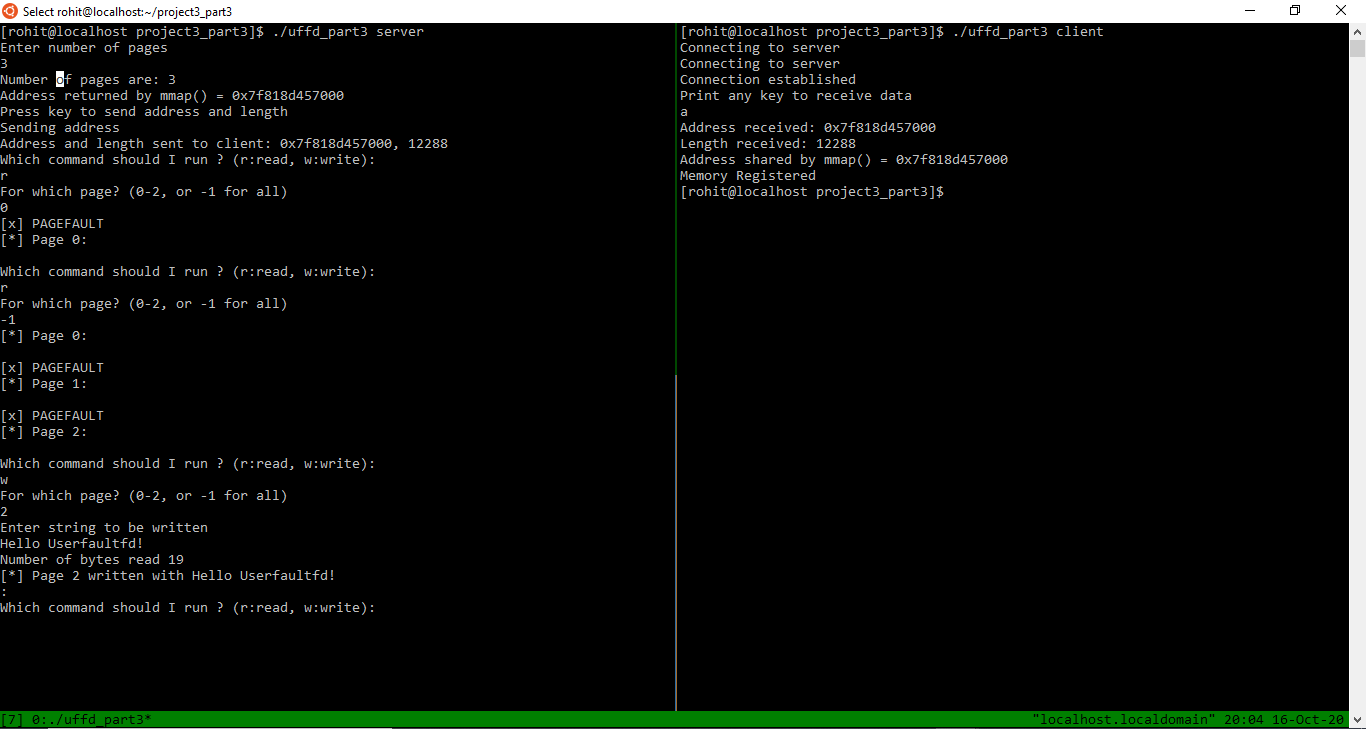 Select rohit@localhost:~/project3_part3
[rohit@localhost project3_part3]$ ./uffd_part3 server
Enter number of pages
3
Number of pages are: 3
Address returned by mmap() = 0x7f818d457000
Press key to send address and length
Sending address
Address and length sent to client: 0x7f818d457000, 12288
Which command should I run ? (r:read, w:write):
r
For which page? (0-2, or -1 for all)
0
[x] PAGEFAULT
[*] Page 0:
Which command should I run ? (r:read, w:write):
r
For which page? (0-2, or -1 for all)
-1
[*] Page 0:
[x] PAGEFAULT
[*] Page 1:
[x] PAGEFAULT
[*] Page 2:
Which command should I run ? (r:read, w:write):
w
For which page? (0-2, or -1 for all)
2
Enter string to be written
Hello Userfaultfd!
Number of bytes read 19
[*] Page 2 written with Hello Userfaultfd!
:
Which command should I run ? (r:read, w:write):
[rohit@localhost project3_part3]$ ./uffd_part3 client
Connecting to server
Connecting to server
Connection established
Print any key to receive data
a
Address received: 0x7f818d457000
Length received: 12288
Address shared by mmap() = 0x7f818d457000
Memory Registered
[rohit@localhost project3_part3]$
[7] 0:./uffd_part3* "localhost.localdomain" 20:04 16-Oct-20